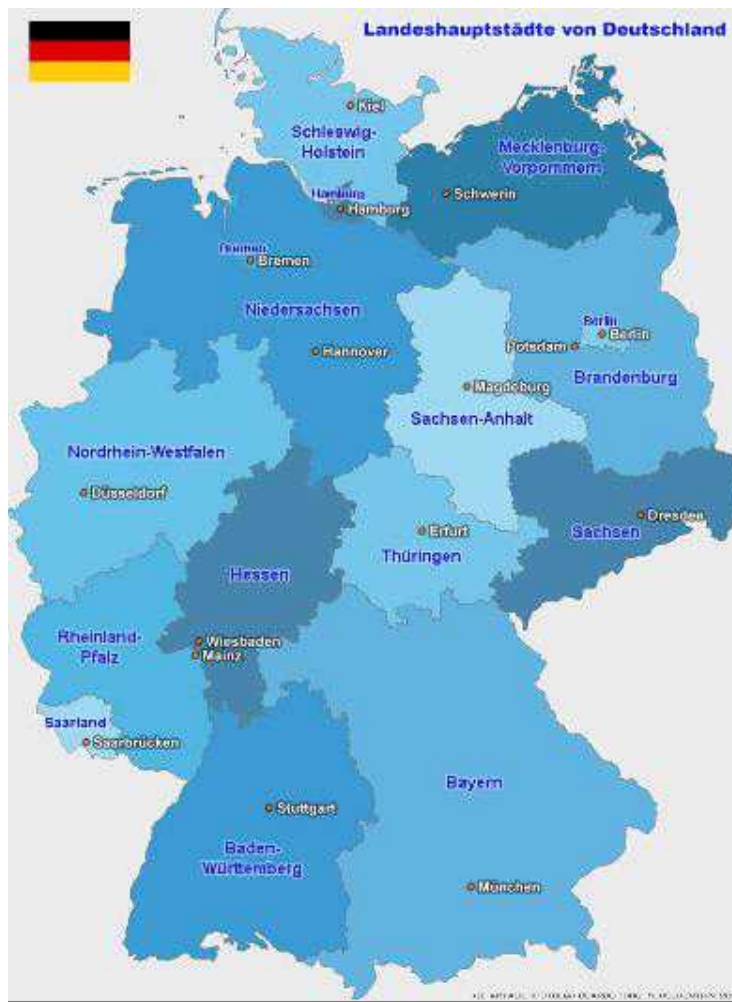 Landeshauptstädte von Deutschland
Kiel
Schleswig-
Holstein
Mecklenburg-
Vorpommern
Schwerin
Hamburg
Hamburg
Bremen
Bremen
Niedersachsen
Hannover
Berlin
Berlin
Potsdam
Brandenburg
Magdeburg
Sachsen-Anhalt
Nordrhein-Westfalen
Düsseldorf
Dresden
Sachsen
Erfurt
Thüringen
Hessen
Rheinland-
Pfalz
Wiesbaden
Mainz
Saarland
Saarbrücken
Bayern
Stuttgart
Baden-
Württemberg
München